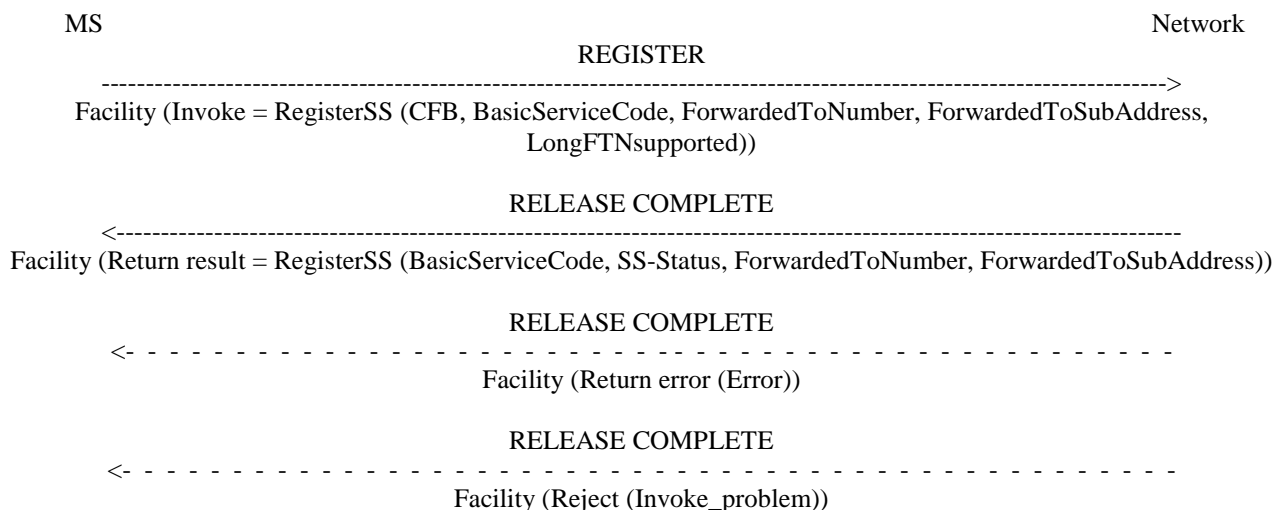 MS Network
REGISTER
------------------------------------------------------------------------------------------------------------------------>
Facility (Invoke = RegisterSS (CFB, BasicServiceCode, ForwardedToNumber, ForwardedToSubAddress,
LongFTNsupported))
RELEASE COMPLETE
<------------------------------------------------------------------------------------------------------------------------
Facility (Return result = RegisterSS (BasicServiceCode, SS-Status, ForwardedToNumber, ForwardedToSubAddress))
RELEASE COMPLETE
<- - - - - - - - - - - - - - - - - - - - - - - - - - -- - - - - - - - - - - - - - - - - - - - - - -
Facility (Return error (Error))
RELEASE COMPLETE
<- - - - - - - - - - - - - - - - - - - - - - - - - - - - - - - - - - - - - - - - - - - - - - - - -
Facility (Reject (Invoke_problem))